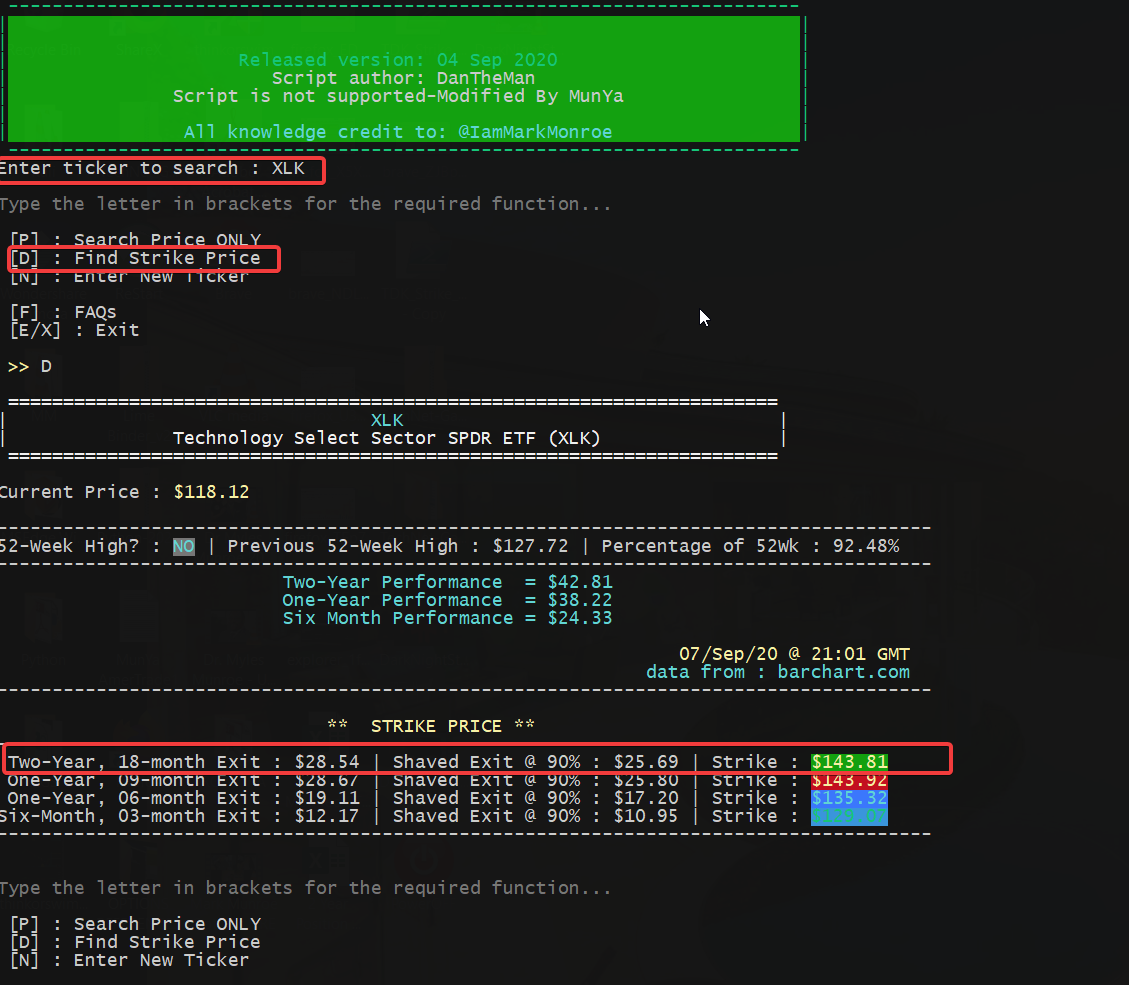 Released version: 04 Sep 2020
Script author: DanTheMan
Script is not supported-Modified By MunYa
All knowledge credit to: @IamMarkMonroe
Enter ticker to search : XLK
Type the letter in brackets for the required function...
[P] : Search Price ONLY
[D] : Find Strike Price
[N] : Enter New Ticker
[F] : FAQs
[E/X] : Exit
>> D
XLK
Technology Select Sector SPDR ETF (XLK)
Current Price : $118.12
52-Week High? : NO | Previous 52-Week High : $127.72 | Percentage of 52Wk : 92.48%
Two-Year Performance = $42.81
One-Year Performance = $38.22
Six Month Performance = $24.33
07/Sep/20 @ 21:01 GMT
data from : barchart.com
** STRIKE PRICE **
Two-Year, 18-month Exit : $28.54 | Shaved Exit @ 90% : $25.69 | Strike : $143.81
One-Year, 09-month Exit : $28.67 | Shaved Exit @ 90% : $25.80 | Strike : $143.92
One-Year, 06-month Exit : $19.11 | Shaved Exit @ 90% : $17.20 | Strike : $135.32
Six-Month, 03-month Exit : $12.17 | Shaved Exit @ 90% : $10.95 | Strike :
Type the letter in brackets for the required function...
[P] : Search Price ONLY
[D] : Find Strike Price
[N] : Enter New Ticker